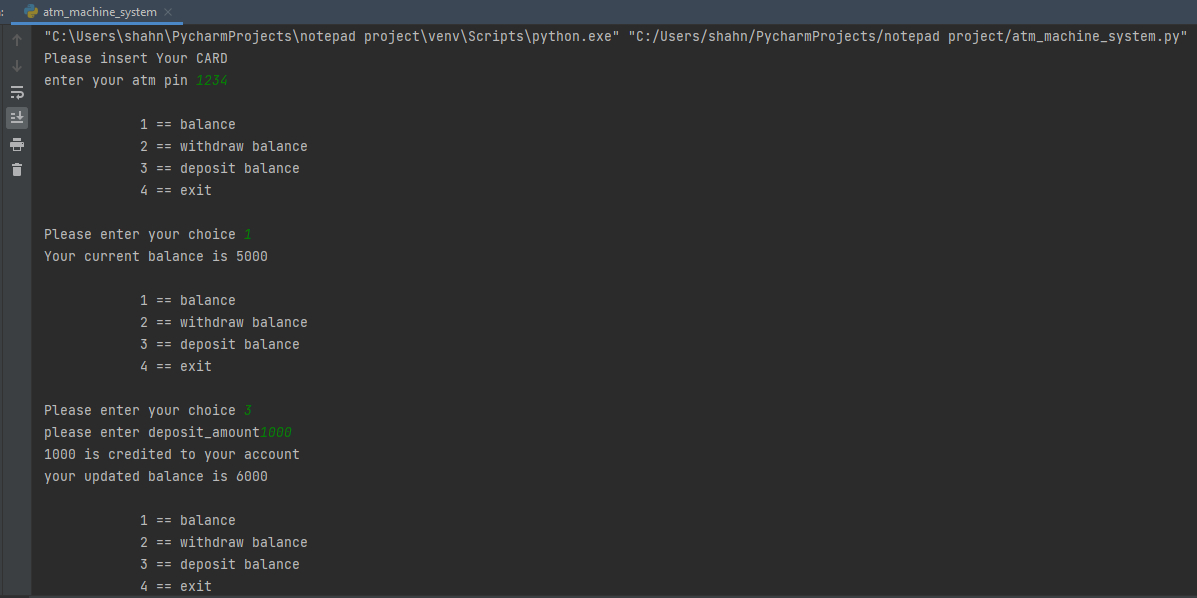 atm_machine_system
"C:\Users\shahn\PycharmProjects\notepad project\venv\Scripts\python.exe" "C:/Users/shahn/PycharmProjects/notepad project/atm_machine_system.py"
Please insert Your CARD
enter your atm pin 1234
1 == balance
2 == withdraw balance
3 == deposit balance
4 == exit
Please enter your choice 1
Your current balance is 5000
1 == balance
2 == withdraw balance
3 == deposit balance
4 == exit
Please enter your choice 3
please enter deposit_amount1000
1000 is credited to your account
your updated balance is 6000
1 == balance
2 == withdraw balance
3 == deposit balance
4 == exit